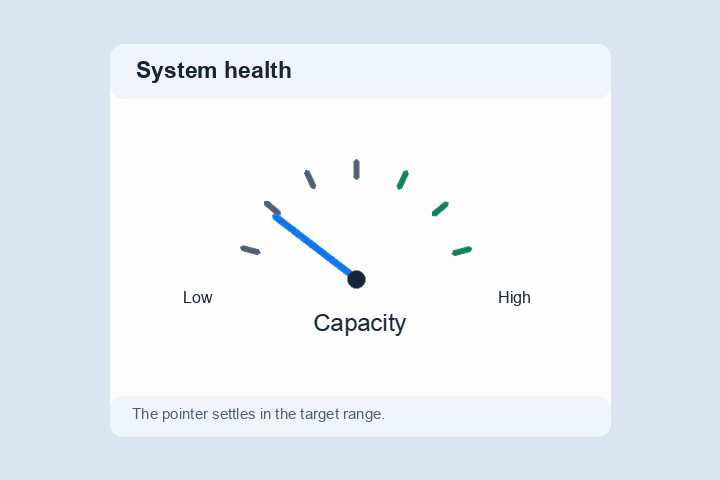 System health
Low
High
Capacity
The pointer settles in the target range.